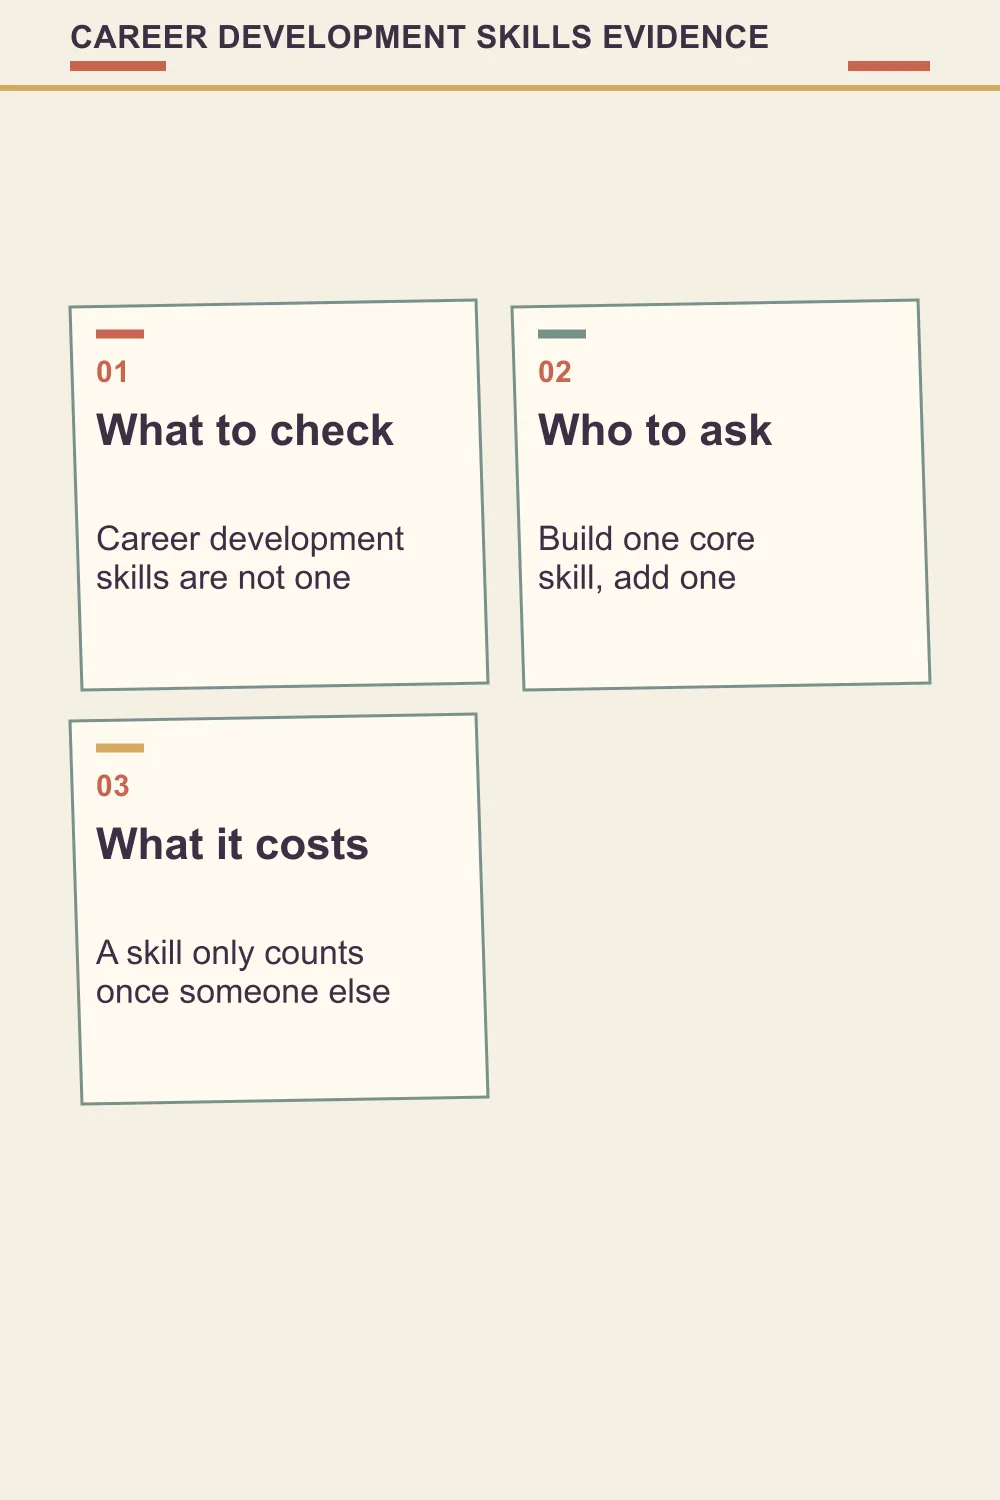 CAREER DEVELOPMENT SKILLS EVIDENCE
01
What to check
Career development
skills are not one
02
Who to ask
Build one core
skill, add one
03
What it costs
A skill only counts
once someone else